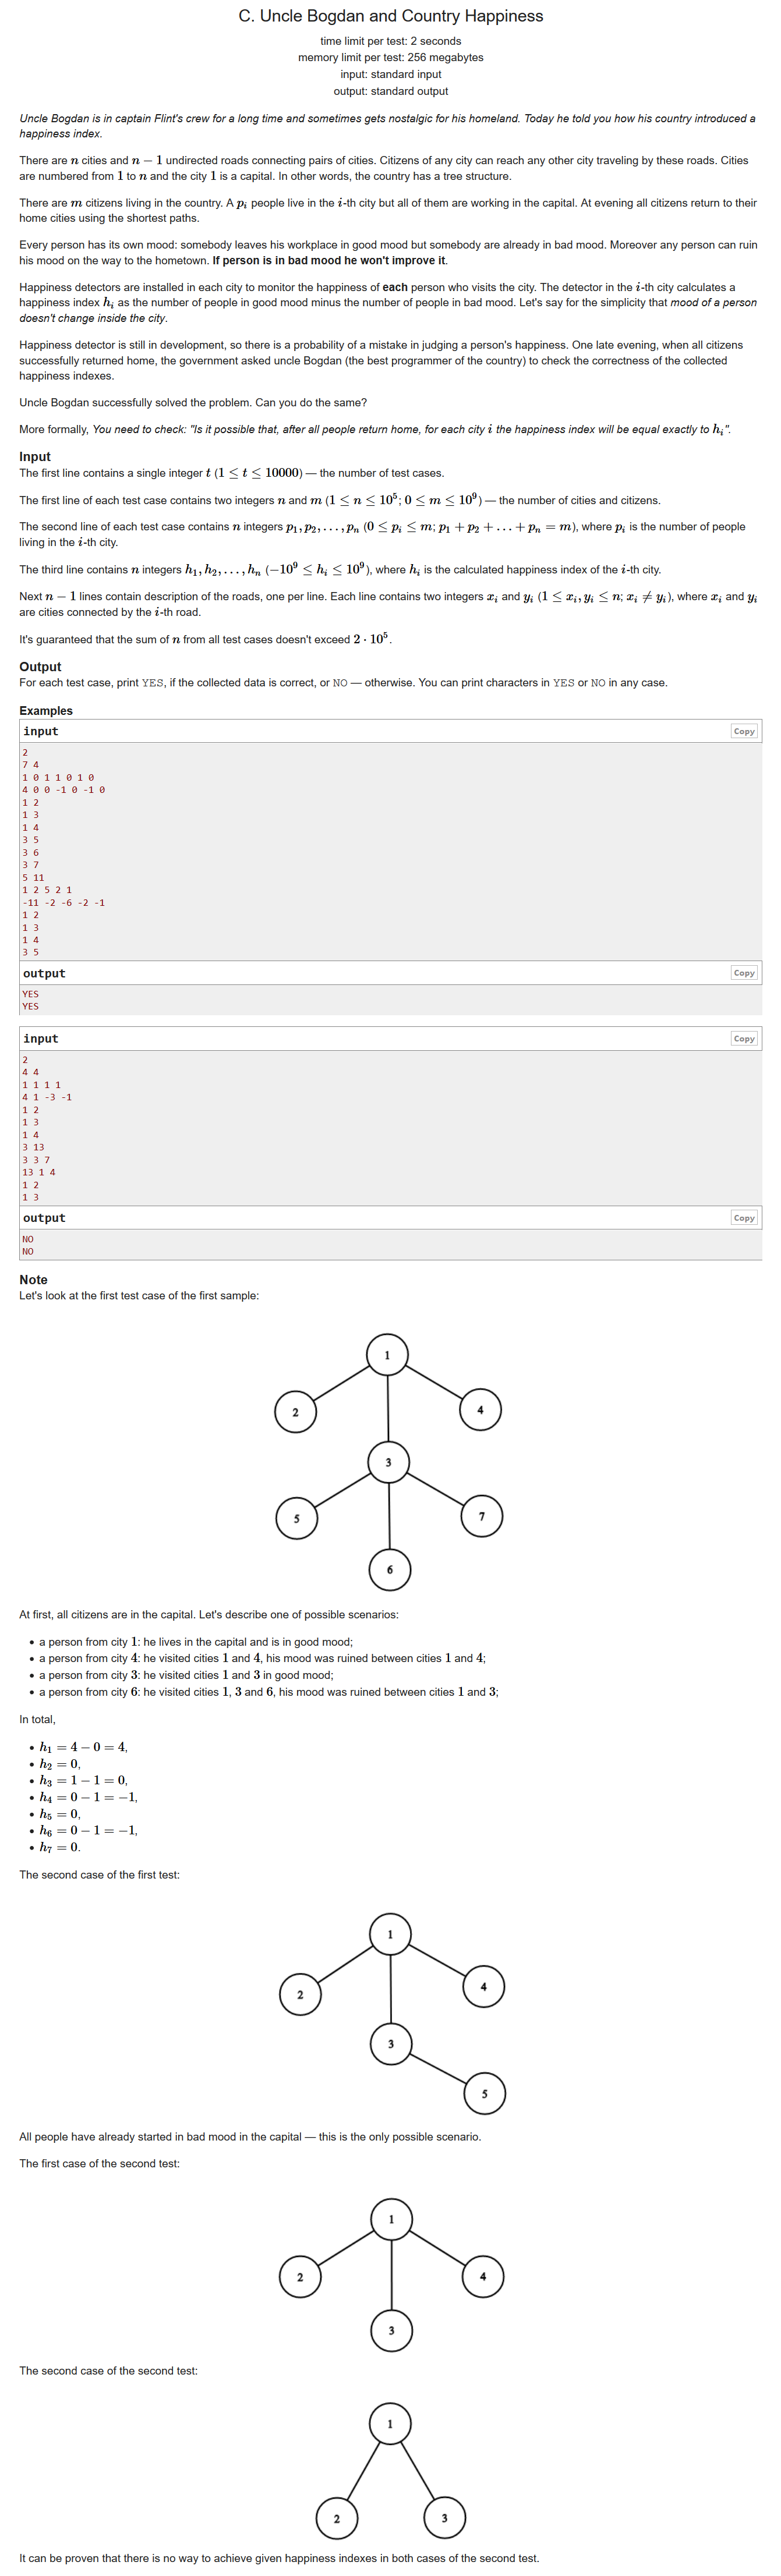 C. Uncle Bogdan and Country Happiness
time limit per test: 2 seconds
memory limit per test: 256 megabytes
input: standard input
output: standard output
Uncle Bogdan is in captain Flint's crew for a long time and sometimes gets nostalgic for his homeland. Today he told you how his country introduced a
happiness index.
There are n cities and n − 1 undirected roads connecting pairs of cities. Citizens of any city can reach any other city traveling by these roads. Cities
are numbered from 1 to n and the city 1 is a capital. In other words, the country has a tree structure.
There are m citizens living in the country. A p_i people live in the i-th city but all of them are working in the capital. At evening all citizens return to their
home cities using the shortest paths.
Every person has its own mood: somebody leaves his workplace in good mood but somebody are already in bad mood. Moreover any person can ruin
his mood on the way to the hometown. If person is in bad mood he won't improve it.
Happiness detectors are installed in each city to monitor the happiness of each person who visits the city. The detector in the i-th city calculates a
happiness index h_i as the number of people in good mood minus the number of people in bad mood. Let's say for the simplicity that mood of a person
doesn't change inside the city.
Happiness detector is still in development, so there is a probability of a mistake in judging a person's happiness. One late evening, when all citizens
successfully returned home, the government asked uncle Bogdan (the best programmer of the country) to check the correctness of the collected
happiness indexes.
Uncle Bogdan successfully solved the problem. Can you do the same?
More formally, You need to check: "Is it possible that, after all people return home, for each city i the happiness index will be equal exactly to h_i".
Input
The first line contains a single integer t (1 ≤ t ≤ 10000) — the number of test cases.
The first line of each test case contains two integers n and m (1 ≤ n ≤ 10^5; 0 ≤ m ≤ 10^9) — the number of cities and citizens.
The second line of each test case contains n integers p_1, p_2, …, p_n (0 ≤ p_i ≤ m; p_1 + p_2 + … + p_n = m), where p_i is the number of people
living in the i-th city.
The third line contains n integers h_1, h_2, …, h_n (−10^9 ≤ h_i ≤ 10^9), where h_i is the calculated happiness index of the i-th city.
Next n − 1 lines contain description of the roads, one per line. Each line contains two integers x_i and y_i (1 ≤ x_i, y_i ≤ n; x_i ≠ y_i), where x_i and y_i
are cities connected by the i-th road.
It's guaranteed that the sum of n from all test cases doesn't exceed 2 · 10^5.
Output
For each test case, print YES, if the collected data is correct, or NO — otherwise. You can print characters in YES or NO in any case.
Examples
input
Copy
2
7 4
1 0 1 1 0 1 0
4 0 0 -1 0 -1 0
1 2
1 3
1 4
3 5
3 6
3 7
5 11
1 2 5 2 1
-11 -2 -6 -2 -1
1 2
1 3
1 4
3 5
output
Copy
YES
YES
input
Copy
2
4 4
1 1 1 1
4 1 -3 -1
1 2
1 3
1 4
3 13
3 3 7
13 1 4
1 2
1 3
output
Copy
NO
NO
Note
Let's look at the first test case of the first sample:
1
2
4
3
5
7
6
At first, all citizens are in the capital. Let's describe one of possible scenarios:
• a person from city 1: he lives in the capital and is in good mood;
• a person from city 4: he visited cities 1 and 4, his mood was ruined between cities 1 and 4;
• a person from city 3: he visited cities 1 and 3 in good mood;
• a person from city 6: he visited cities 1, 3 and 6, his mood was ruined between cities 1 and 3;
In total,
• h_1 = 4 − 0 = 4,
• h_2 = 0,
• h_3 = 1 − 1 = 0,
• h_4 = 0 − 1 = −1,
• h_5 = 0,
• h_6 = 0 − 1 = −1,
• h_7 = 0.
The second case of the first test:
1
2
4
3
5
All people have already started in bad mood in the capital — this is the only possible scenario.
The first case of the second test:
1
2
4
3
The second case of the second test:
1
2
3
It can be proven that there is no way to achieve given happiness indexes in both cases of the second test.